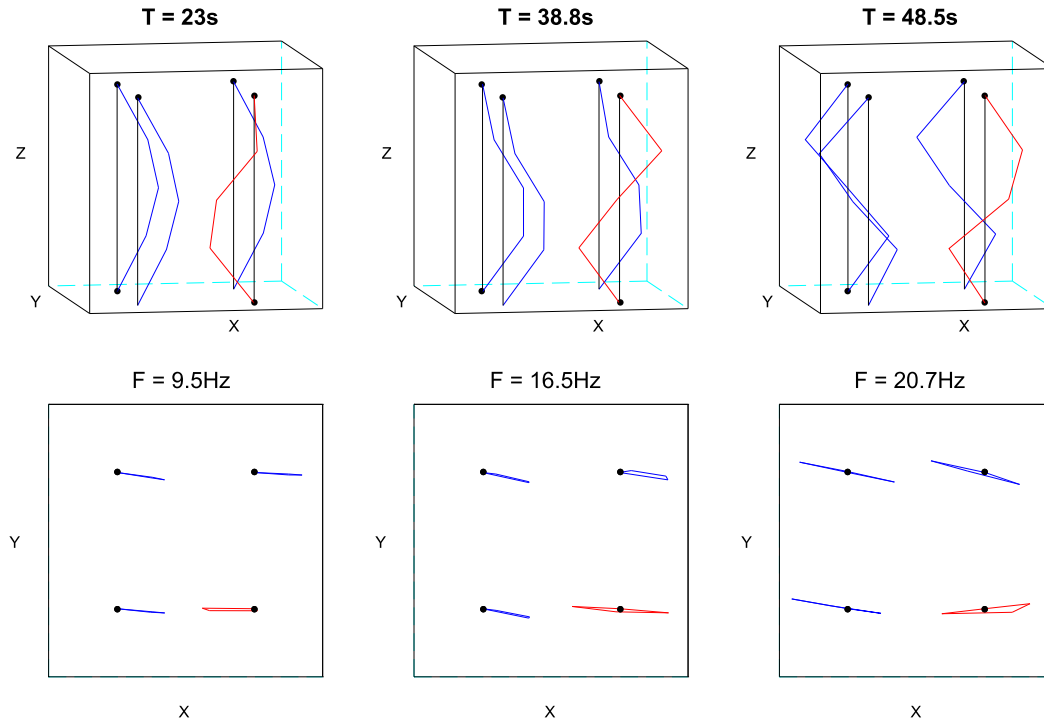 T = 23s
T = 38.8s
T = 48.5s
Z
Z
Z
Y
Y
Y
X
X
X
F = 9.5Hz
F = 16.5Hz
F = 20.7Hz
Y
Y
Y
X
X
X